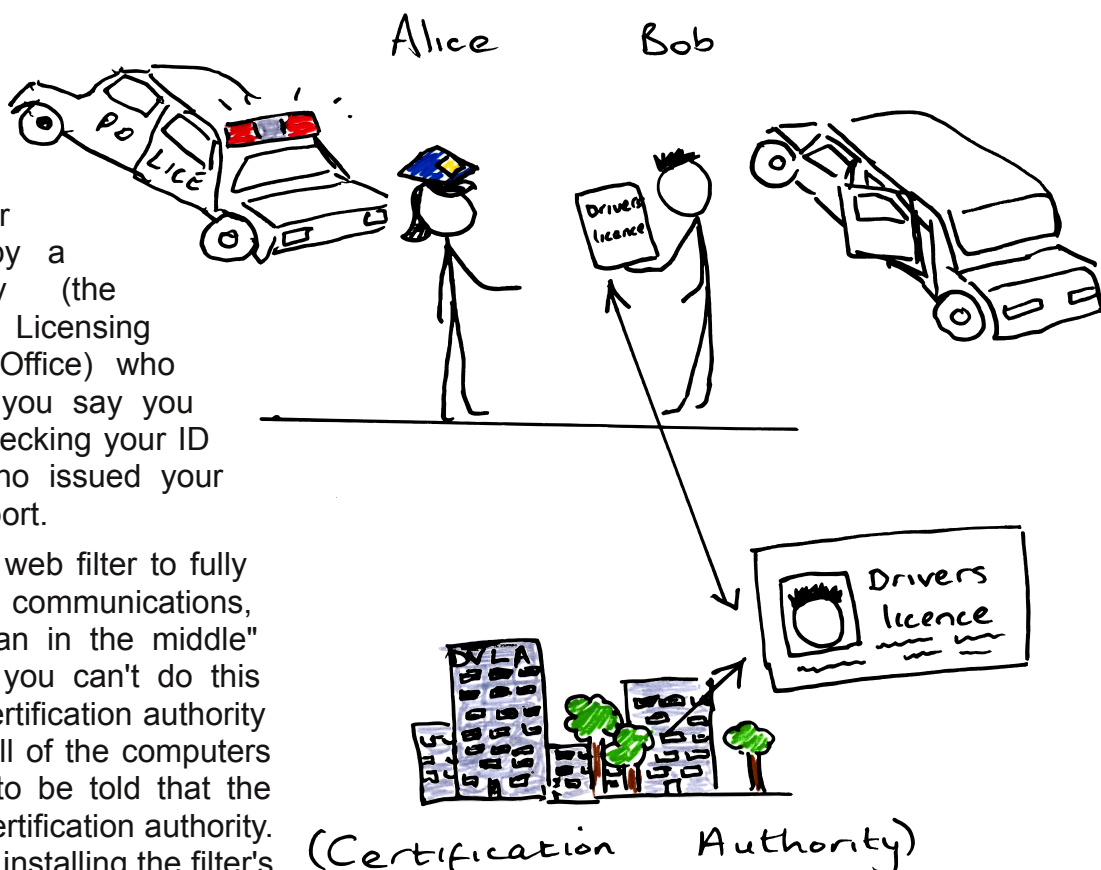 Alice Bob
PO
LICE
Drivers
licence
r
by a
(the
Licensing
Office) who
you say you
ecking your ID
ho issued your
port.
web filter to fully
communications,
an in the middle"
you can't do this
ertification authority
ll of the computers
to be told that the
ertification authority.
installing the filter's
Drivers
licence
DVLA
(Certification Authority)